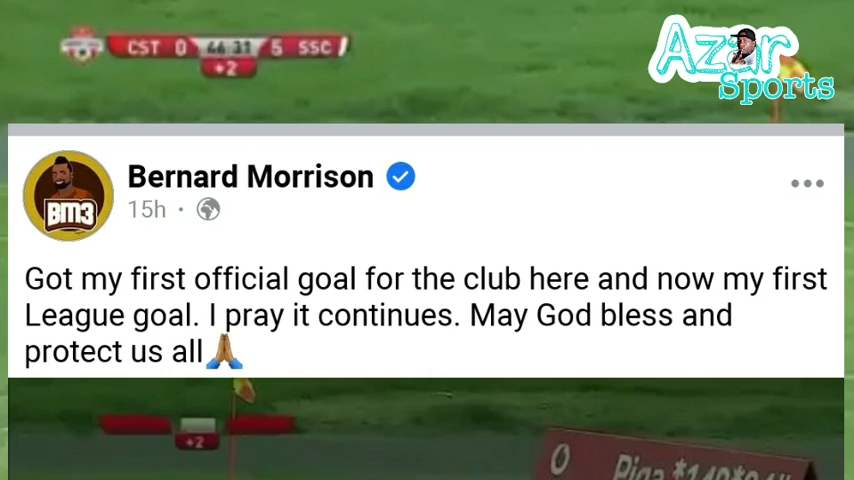 CST 0 46:31 5 SSC
+2
Azar
Sports
Bernard Morrison
BM3
15h ·
Got my first official goal for the club here and now my first
League goal. I pray it continues. May God bless and
protect us all🙏🏾
+2
Piga